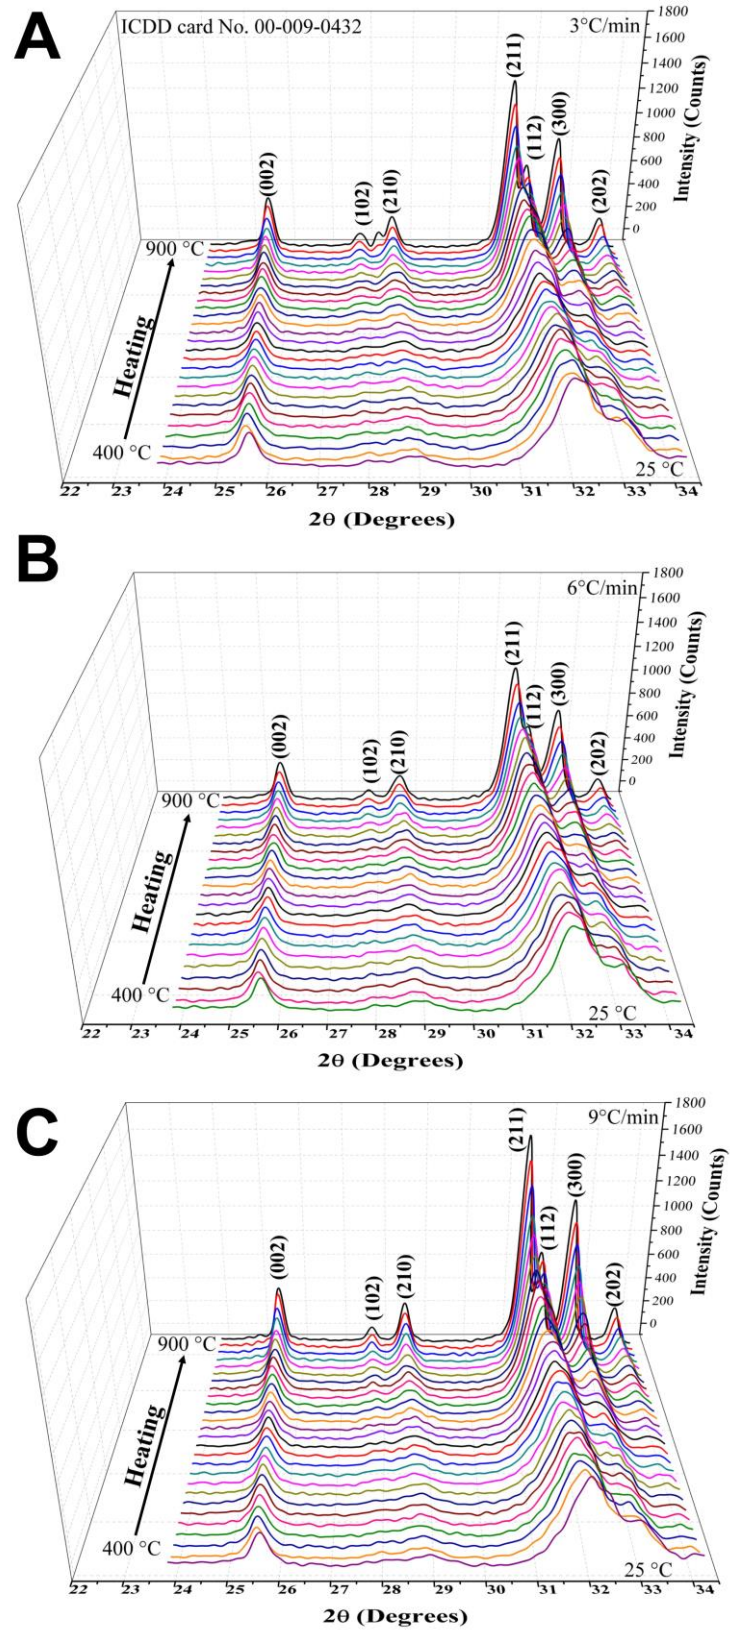 A
ICDD card No. 00-009-0432
3°C/min
1800
1600
1400
1200
1000
800
600
400
200
0
Intensity (Counts)
(002)
(102)
(210)
(211)
(112)
(300)
(202)
900 °C
Heating
400 °C
25 °C
22 23 24 25 26 27 28 29 30 31 32 33 34
2θ (Degrees)
B
6°C/min
1800
1600
1400
1200
1000
800
600
400
200
0
Intensity (Counts)
(002)
(102)
(210)
(211)
(112)
(300)
(202)
900 °C
Heating
400 °C
25 °C
22 23 24 25 26 27 28 29 30 31 32 33 34
2θ (Degrees)
C
9°C/min
1800
1600
1400
1200
1000
800
600
400
200
0
Intensity (Counts)
(002)
(102)
(210)
(211)
(112)
(300)
(202)
900 °C
Heating
400 °C
25 °C
22 23 24 25 26 27 28 29 30 31 32 33 34
2θ (Degrees)